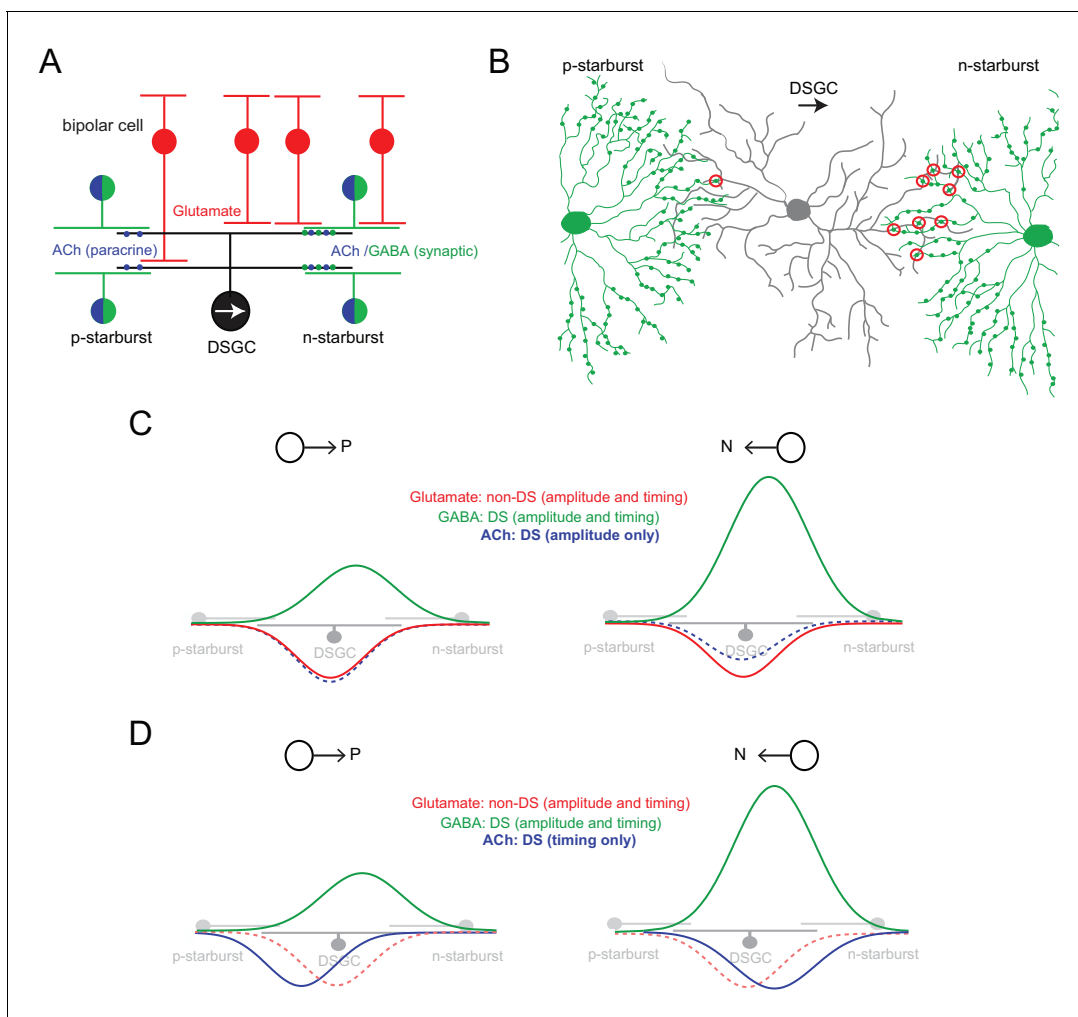 A
B
p-starburst
n-starburst
DSGC
bipolar cell
Glutamate
ACh (paracrine)
ACh /GABA (synaptic)
p-starburst
DSGC
n-starburst
C
P
N
Glutamate: non-DS (amplitude and timing)
GABA: DS (amplitude and timing)
ACh: DS (amplitude only)
p-starburst
DSGC
n-starburst
p-starburst
DSGC
n-starburst
D
P
N
Glutamate: non-DS (amplitude and timing)
GABA: DS (amplitude and timing)
ACh: DS (timing only)
p-starburst
DSGC
n-starburst
p-starburst
DSGC
n-starburst